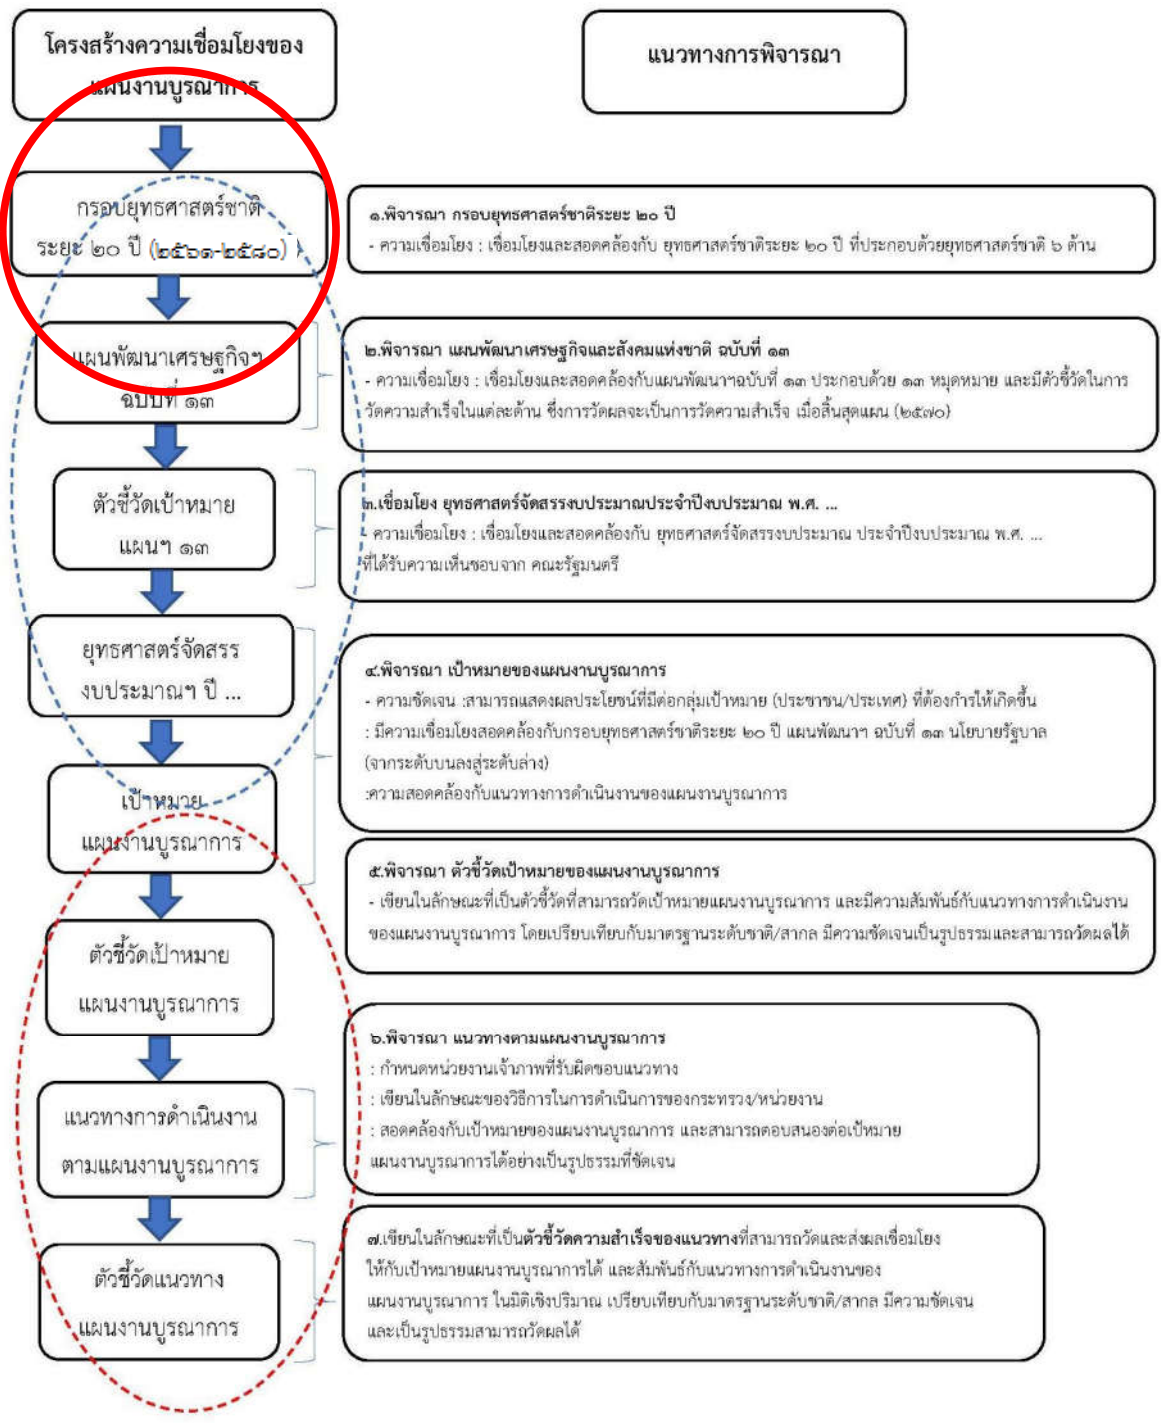 โครงสร้างความเชื่อมโยงของ
แผนงานบูรณาการ
แนวทางการพิจารณา
กรอบยุทธศาสตร์ชาติ
ระยะ ๒๐ ปี (๒๕๖๑-๒๕๘๐)
๑.พิจารณา กรอบยุทธศาสตร์ชาติระยะ ๒๐ ปี
- ความเชื่อมโยง : เชื่อมโยงและสอดคล้องกับ ยุทธศาสตร์ชาติระยะ ๒๐ ปี ที่ประกอบด้วยยุทธศาสตร์ชาติ ๖ ด้าน
แผนพัฒนาเศรษฐกิจฯ
ฉบับที่ ๑๓
๒.พิจารณา แผนพัฒนาเศรษฐกิจและสังคมแห่งชาติ ฉบับที่ ๑๓
- ความเชื่อมโยง : เชื่อมโยงและสอดคล้องกับแผนพัฒนาฯฉบับที่ ๑๓ ประกอบด้วย ๑๓ หมุดหมาย และมีตัวชี้วัดในการ
วัดความสำเร็จในแต่ละด้าน ซึ่งการวัดผลจะเป็นการวัดความสำเร็จ เมื่อสิ้นสุดแผน (๒๕๗๐)
ตัวชี้วัดเป้าหมาย
แผนฯ ๑๓
๓.เชื่อมโยง ยุทธศาสตร์จัดสรรงบประมาณประจำปีงบประมาณ พ.ศ. ...
- ความเชื่อมโยง : เชื่อมโยงและสอดคล้องกับ ยุทธศาสตร์จัดสรรงบประมาณ ประจำปีงบประมาณ พ.ศ. ...
ที่ได้รับความเห็นชอบจาก คณะรัฐมนตรี
ยุทธศาสตร์จัดสรร
งบประมาณฯ ปี ...
๔.พิจารณา เป้าหมายของแผนงานบูรณาการ
- ความชัดเจน :สามารถแสดงผลประโยชน์ที่มีต่อกลุ่มเป้าหมาย (ประชาชน/ประเทศ) ที่ต้องกำรให้เกิดขึ้น
: มีความเชื่อมโยงสอดคล้องกับกรอบยุทธศาสตร์ชาติระยะ ๒๐ ปี แผนพัฒนาฯ ฉบับที่ ๑๓ นโยบายรัฐบาล
(จากระดับบนลงสู่ระดับล่าง)
:ความสอดคล้องกับแนวทางการดำเนินงานของแผนงานบูรณาการ
เป้าหมาย
แผนงานบูรณาการ
๕.พิจารณา ตัวชี้วัดเป้าหมายของแผนงานบูรณาการ
- เขียนในลักษณะที่เป็นตัวชี้วัดที่สามารถวัดเป้าหมายแผนงานบูรณาการ และมีความสัมพันธ์กับแนวทางการดำเนินงาน
ของแผนงานบูรณาการ โดยเปรียบเทียบกับมาตรฐานระดับชาติ/สากล มีความชัดเจนเป็นรูปธรรมและสามารถวัดผลได้
ตัวชี้วัดเป้าหมาย
แผนงานบูรณาการ
๖.พิจารณา แนวทางตามแผนงานบูรณาการ
: กำหนดหน่วยงานเจ้าภาพที่รับผิดชอบแนวทาง
: เขียนในลักษณะของวิธีการในการดำเนินการของกระทรวง/หน่วยงาน
: สอดคล้องกับเป้าหมายของแผนงานบูรณาการ และสามารถตอบสนองต่อเป้หมาย
แผนงานบูรณาการได้อย่างเป็นรูปธรรมที่ชัดเจน
แนวทางการดำเนินงาน
ตามแผนงานบูรณาการ
๗.เขียนในลักษณะที่เป็นตัวชี้วัดความสำเร็จของแนวทางที่สามารถวัดและส่งผลเชื่อมโยง
ให้กับเป้าหมายแผนงานบูรณาการได้ และสัมพันธ์กับแนวทางการดำเนินงานของ
แผนงานบูรณาการ ในมิติเชิงปริมาณ เปรียบเทียบกับมาตรฐานระดับชาติ/สากล มีความชัดเจน
และเป็นรูปธรรมสามารถวัดผลได้
ตัวชี้วัดแนวทาง
แผนงานบูรณาการ